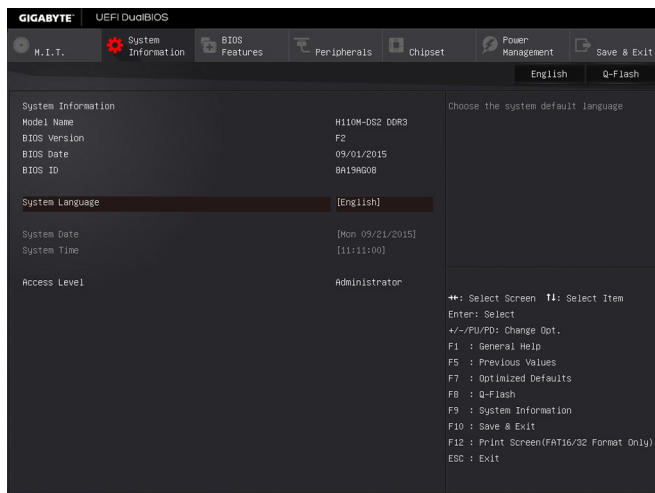 GIGABYTE™ UEFI DualBIOS
M.I.T.
System Information
BIOS Features
Peripherals
Chipset
Power Management
Save & Exit
English Q-Flash
System Information
Model Name H110M-DS2 DDR3
BIOS Version F2
BIOS Date 09/01/2015
BIOS ID 8A19AG08
System Language [English]
System Date [Mon 09/21/2015]
System Time [11:11:00]
Access Level Administrator
Choose the system default language
→←: Select Screen ↑↓: Select Item
Enter: Select
+/-/PU/PD: Change Opt.
F1 : General Help
F5 : Previous Values
F7 : Optimized Defaults
F8 : Q-Flash
F9 : System Information
F10 : Save & Exit
F12 : Print Screen(FAT16/32 Format Only)
ESC : Exit